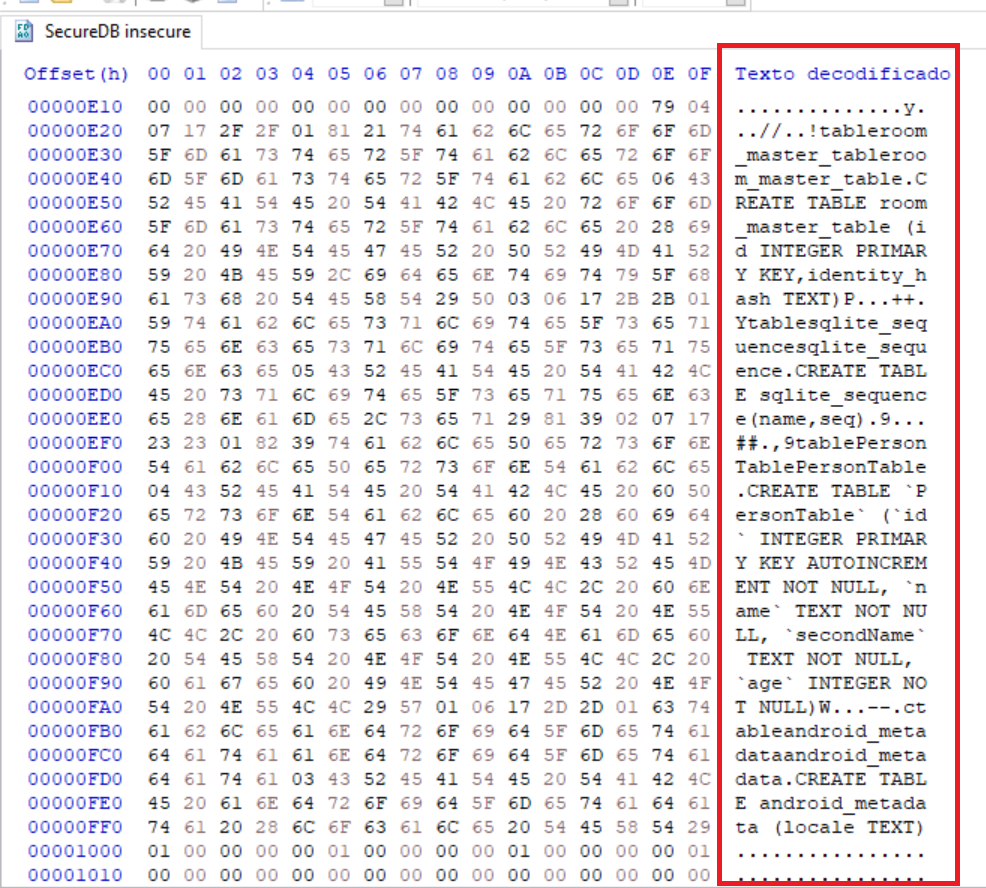 SecureDB insecure
Offset(h) 00 01 02 03 04 05 06 07 08 09 0A 0B 0C 0D 0E 0F Texto decodificado
00000E10 00 00 00 00 00 00 00 00 00 00 00 00 00 00 79 04 ..............y.
00000E20 07 17 2F 2F 01 81 21 74 61 62 6C 65 72 6F 6F 6D ..//..!tableroom
00000E30 5F 6D 61 73 74 65 72 5F 74 61 62 6C 65 72 6F 6F _master_tableroo
00000E40 6D 5F 6D 61 73 74 65 72 5F 74 61 62 6C 65 06 43 m_master_table.C
00000E50 52 45 41 54 45 20 54 41 42 4C 45 20 72 6F 6F 6D REATE TABLE room
00000E60 5F 6D 61 73 74 65 72 5F 74 61 62 6C 65 20 28 69 _master_table (i
00000E70 64 20 49 4E 54 45 47 45 52 20 50 52 49 4D 41 52 d INTEGER PRIMAR
00000E80 59 20 4B 45 59 2C 69 64 65 6E 74 69 74 79 5F 68 Y KEY,identity_h
00000E90 61 73 68 20 54 45 58 54 29 50 03 06 17 2B 2B 01 ash TEXT)P...++.
00000EA0 59 74 61 62 6C 65 73 71 6C 69 74 65 5F 73 65 71 Ytablesqlite_seq
00000EB0 75 65 6E 63 65 73 71 6C 69 74 65 5F 73 65 71 75 uencesqlite_sequ
00000EC0 65 6E 63 65 05 43 52 45 41 54 45 20 54 41 42 4C ence.CREATE TABL
00000ED0 45 20 73 71 6C 69 74 65 5F 73 65 71 75 65 6E 63 E sqlite_sequenc
00000EE0 65 28 6E 61 6D 65 2C 73 65 71 29 81 39 02 07 17 e(name,seq).9...
00000EF0 23 23 01 82 39 74 61 62 6C 65 50 65 72 73 6F 6E ##.‚9tablePerson
00000F00 54 61 62 6C 65 50 65 72 73 6F 6E 54 61 62 6C 65 TablePersonTable
00000F10 04 43 52 45 41 54 45 20 54 41 42 4C 45 20 60 50 .CREATE TABLE `P
00000F20 65 72 73 6F 6E 54 61 62 6C 65 60 20 28 60 69 64 ersonTable` (`id
00000F30 60 20 49 4E 54 45 47 45 52 20 50 52 49 4D 41 52 ` INTEGER PRIMAR
00000F40 59 20 4B 45 59 20 41 55 54 4F 49 4E 43 52 45 4D Y KEY AUTOINCREM
00000F50 45 4E 54 20 4E 4F 54 20 4E 55 4C 4C 2C 20 60 6E ENT NOT NULL, `n
00000F60 61 6D 65 60 20 54 45 58 54 20 4E 4F 54 20 4E 55 ame` TEXT NOT NU
00000F70 4C 4C 2C 20 60 73 65 63 6F 6E 64 4E 61 6D 65 60 LL, `secondName`
00000F80 20 54 45 58 54 20 4E 4F 54 20 4E 55 4C 4C 2C 20 TEXT NOT NULL,
00000F90 60 61 67 65 60 20 49 4E 54 45 47 45 52 20 4E 4F `age` INTEGER NO
00000FA0 54 20 4E 55 4C 4C 29 57 01 06 17 2D 2D 01 63 74 T NULL)W...--.ct
00000FB0 61 62 6C 65 61 6E 64 72 6F 69 64 5F 6D 65 74 61 ableandroid_meta
00000FC0 64 61 74 61 61 6E 64 72 6F 69 64 5F 6D 65 74 61 dataandroid_meta
00000FD0 64 61 74 61 03 43 52 45 41 54 45 20 54 41 42 4C data.CREATE TABL
00000FE0 45 20 61 6E 64 72 6F 69 64 5F 6D 65 74 61 64 61 E android_metada
00000FF0 74 61 20 28 6C 6F 63 61 6C 65 20 54 45 58 54 29 ta (locale TEXT)
00001000 01 00 00 00 00 01 00 00 00 00 01 00 00 00 00 01 ................
00001010 00 00 00 00 00 00 00 00 00 00 00 00 00 00 00 00 ................